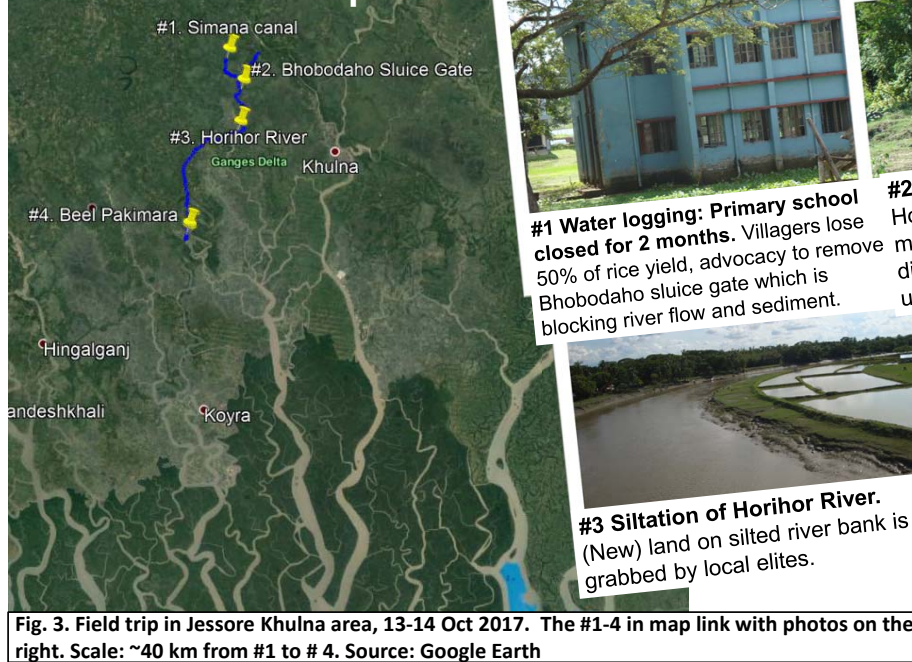 #1. Simana canal
#2. Bhobodaho Sluice Gate
#3. Horihor River
Ganges Delta
Khulna
#4. Beel Pakimara
Hingalganj
andeshkhali
Koyra
#1 Water logging: Primary school
closed for 2 months. Villagers lose
50% of rice yield, advocacy to remove
Bhobodaho sluice gate which is
blocking river flow and sediment.
#2
Ho
m
di
u
#3 Siltation of Horihor River.
(New) land on silted river bank is
grabbed by local elites.
Fig. 3. Field trip in Jessore Khulna area, 13-14 Oct 2017. The #1-4 in map link with photos on the
right. Scale: ~40 km from #1 to # 4. Source: Google Earth